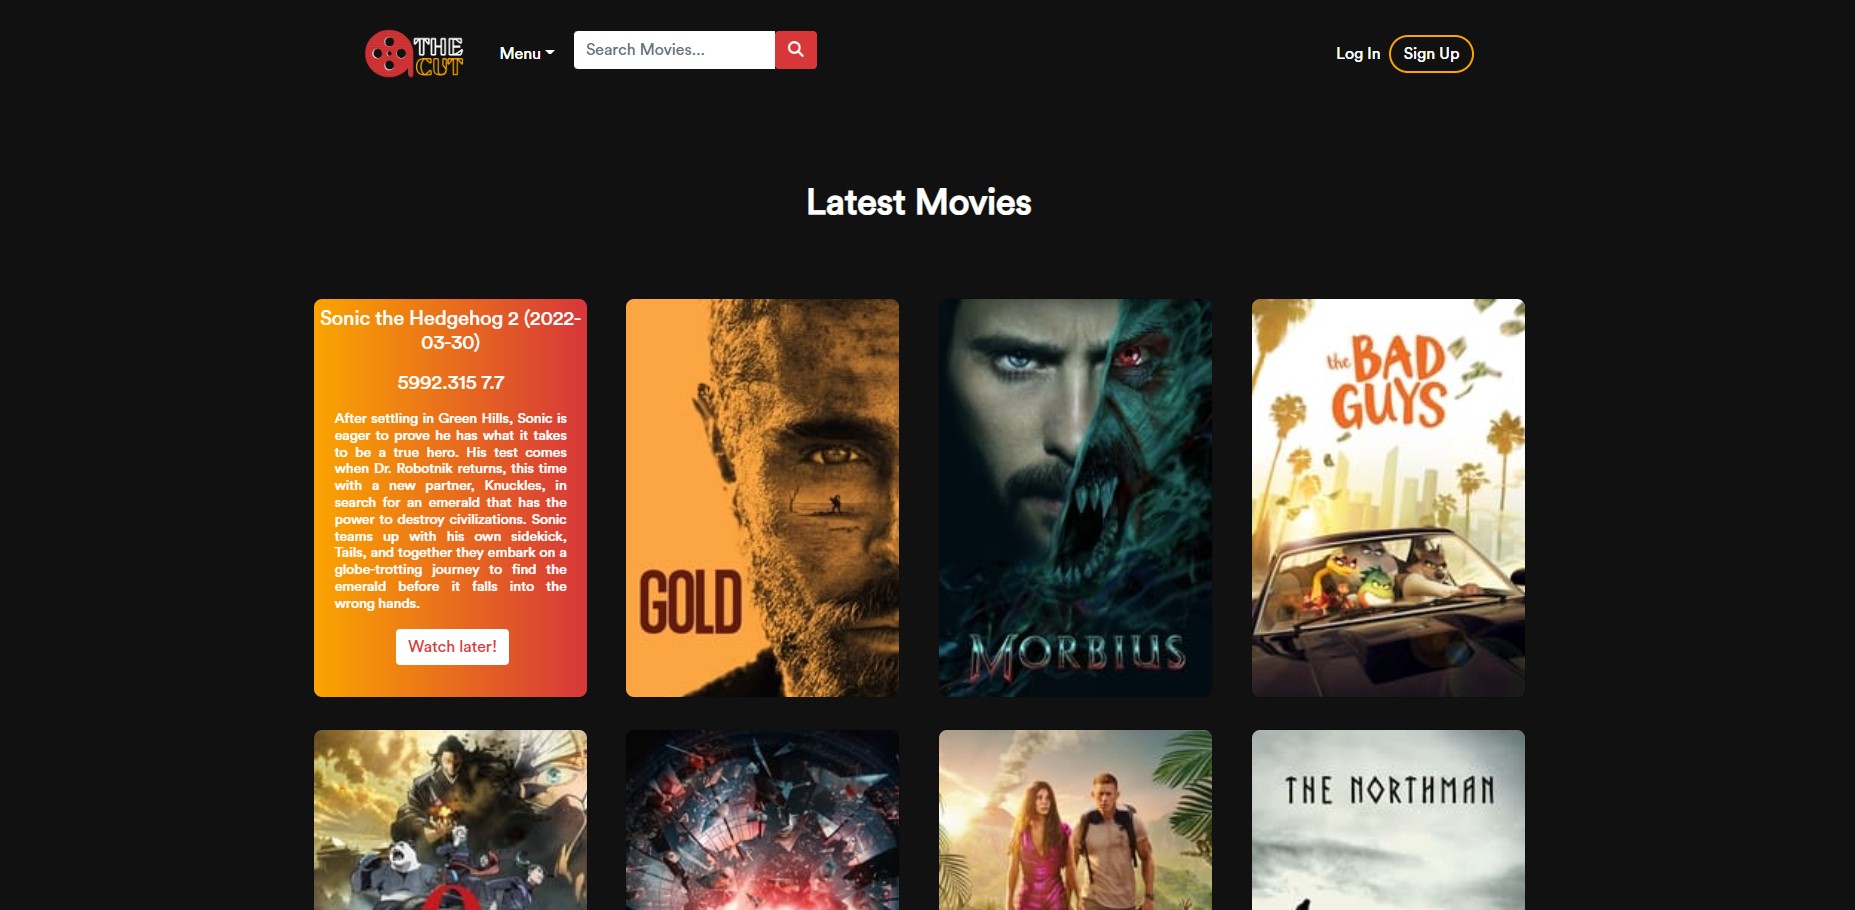 THE
CUT
Menu
Search Movies...
Log In
Sign Up
Latest Movies
Sonic the Hedgehog 2 (2022-
03-30)
5992.315 7.7
After settling in Green Hills, Sonic is
eager to prove he has what it takes
to be a true hero. His test comes
when Dr. Robotnik returns, this time
with a new partner, Knuckles, in
search for an emerald that has the
power to destroy civilizations. Sonic
teams up with his own sidekick,
Tails, and together they embark on a
globe-trotting journey to find the
emerald before it falls into the
wrong hands.
Watch later!
GOLD
MORBIUS
the BAD
GUYS
THE NORTHMAN